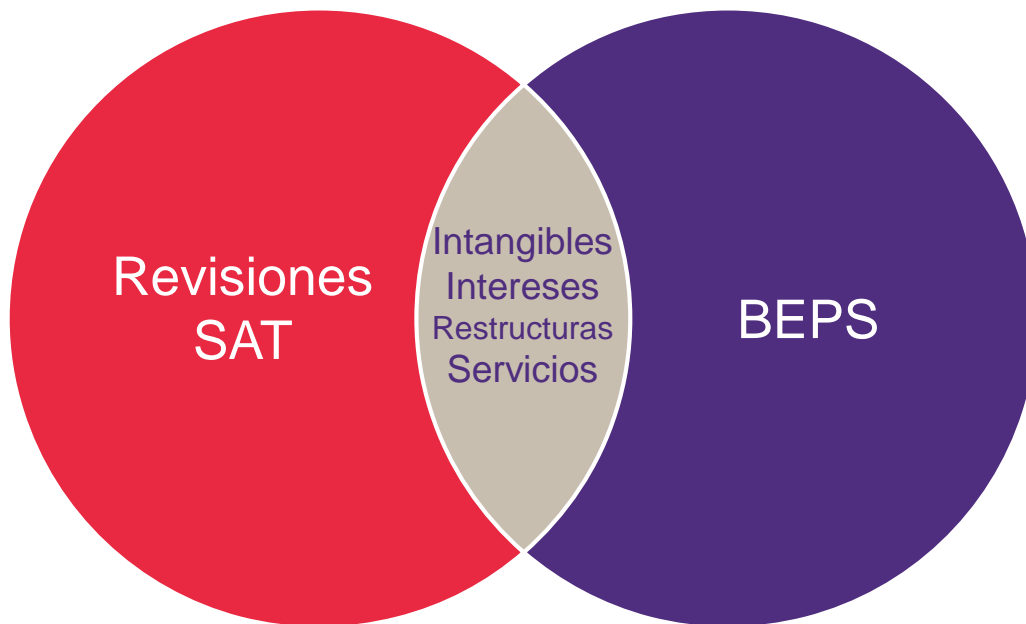 Revisiones
SAT
Intangibles
Intereses
Restructuras
Servicios
BEPS